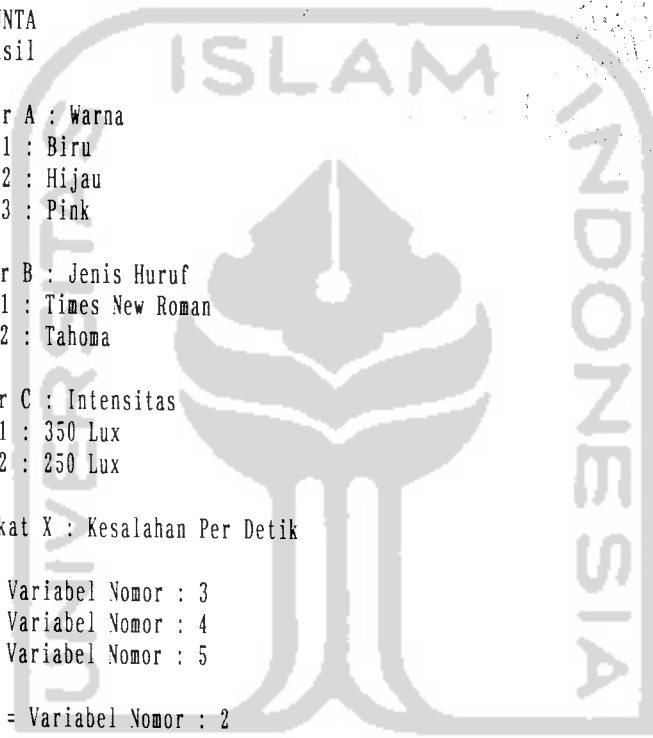 UNTA
sil
ISLAM
r A : Warna
1 : Biru
2 : Hijau
3 : Pink
r B : Jenis Huruf
1 : Times New Roman
2 : Tahoma
r C : Intensitas
1 : 350 Lux
2 : 250 Lux
kat X : Kesalahan Per Detik
Variabel Nomor : 3
Variabel Nomor : 4
Variabel Nomor : 5
= Variabel Nomor : 2
UNIVERSITAS
INDONESIA